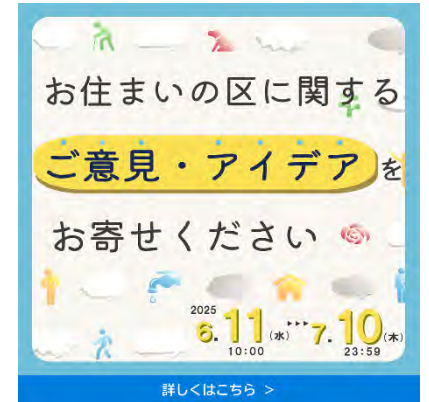 お住まいの区に関する
ご意見・アイデアを
お寄せください
2025
6.11(水)▸▸▸7.10(木)
10:00 23:59
詳しくはこちら >